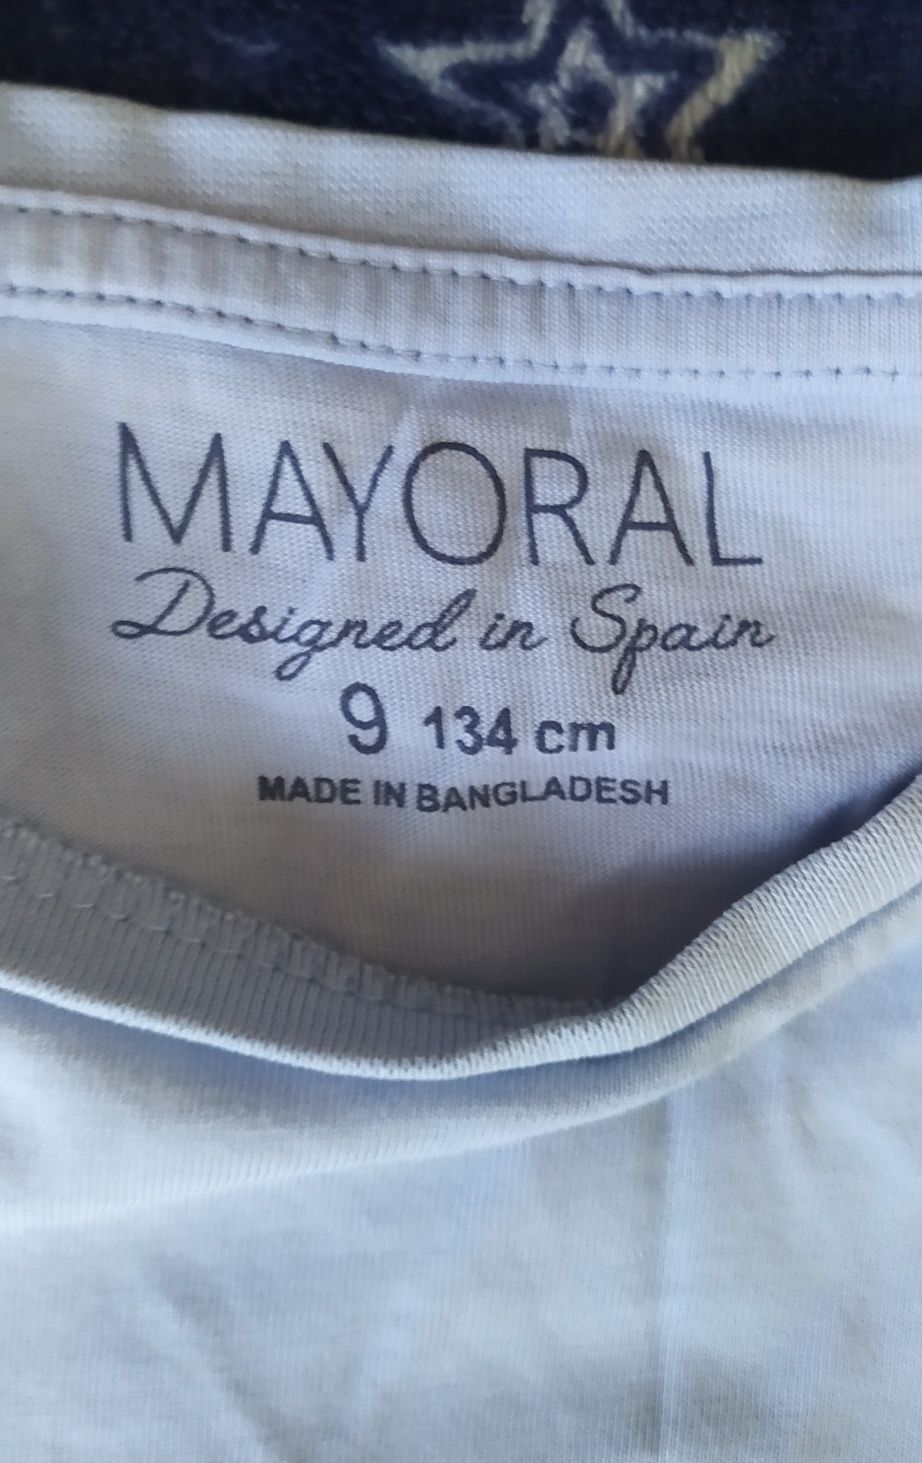 MAYORAL
Designed in Spain
9 134 cm
MADE IN BANGLADESH